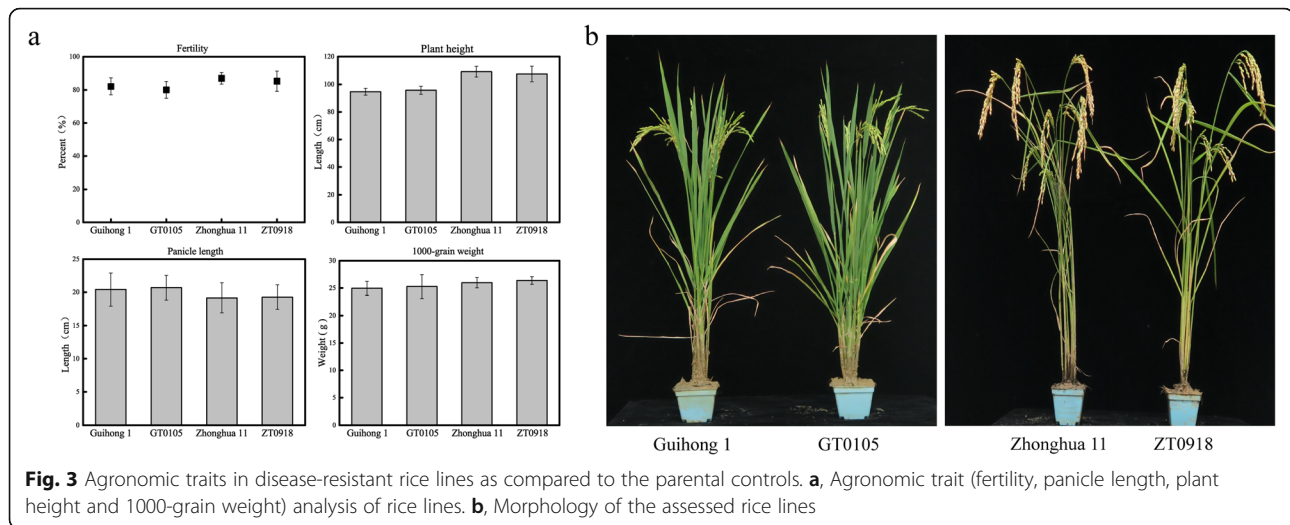 a
Fertility
Percent（%）
100
80
60
40
20
0
Guihong 1 GT0105 Zhonghua 11 ZT0918
Plant height
Length（cm）
120
100
80
60
40
20
0
Guihong 1 GT0105 Zhonghua 11 ZT0918
Panicle length
Length（cm）
25
20
15
10
5
0
Guihong 1 GT0105 Zhonghua 11 ZT0918
1000-grain weight
Weight ( g )
30
25
20
15
10
5
0
Guihong 1 GT0105 Zhonghua 11 ZT0918
b
Guihong 1 GT0105 Zhonghua 11 ZT0918
Fig. 3 Agronomic traits in disease-resistant rice lines as compared to the parental controls. a, Agronomic trait (fertility, panicle length, plant
height and 1000-grain weight) analysis of rice lines. b, Morphology of the assessed rice lines